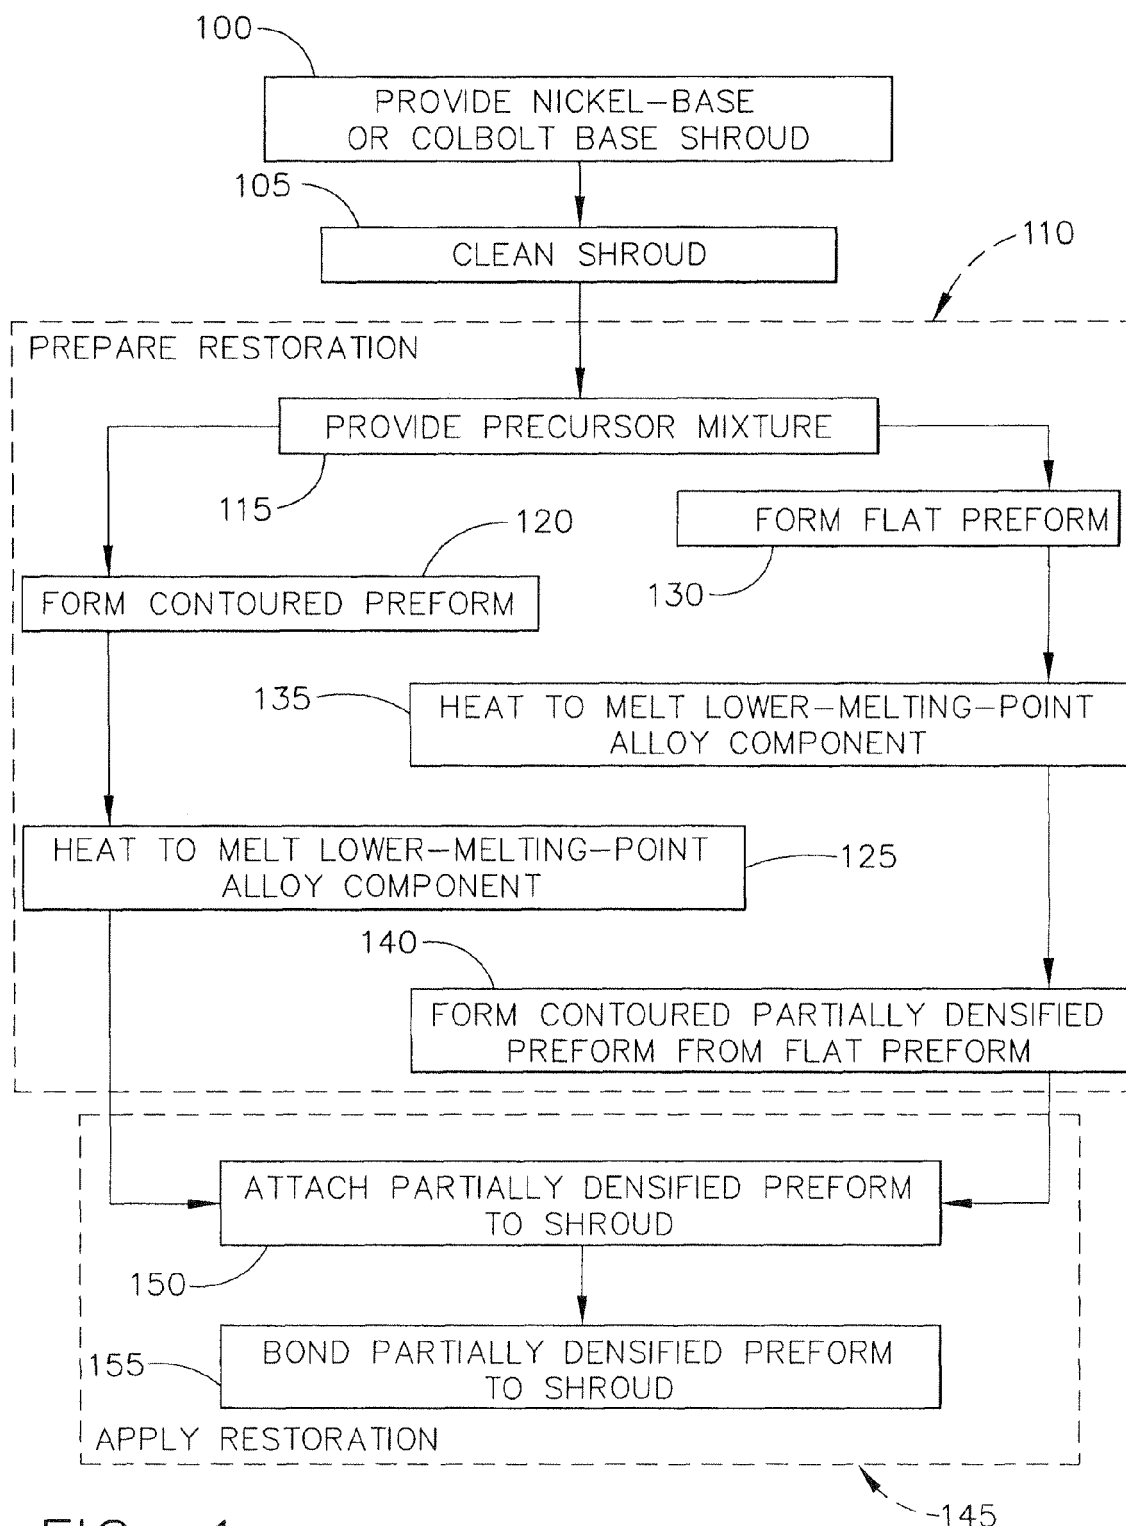 100
PROVIDE NICKEL-BASE
OR COLBOLT BASE SHROUD
105
CLEAN SHROUD
110
PREPARE RESTORATION
PROVIDE PRECURSOR MIXTURE
115
120
FORM FLAT PREFORM
130
FORM CONTOURED PREFORM
135
HEAT TO MELT LOWER-MELTING-POINT
ALLOY COMPONENT
HEAT TO MELT LOWER-MELTING-POINT
ALLOY COMPONENT
125
140
FORM CONTOURED PARTIALLY DENSIFIED
PREFORM FROM FLAT PREFORM
ATTACH PARTIALLY DENSIFIED PREFORM
TO SHROUD
150
BOND PARTIALLY DENSIFIED PREFORM
TO SHROUD
155
APPLY RESTORATION
145